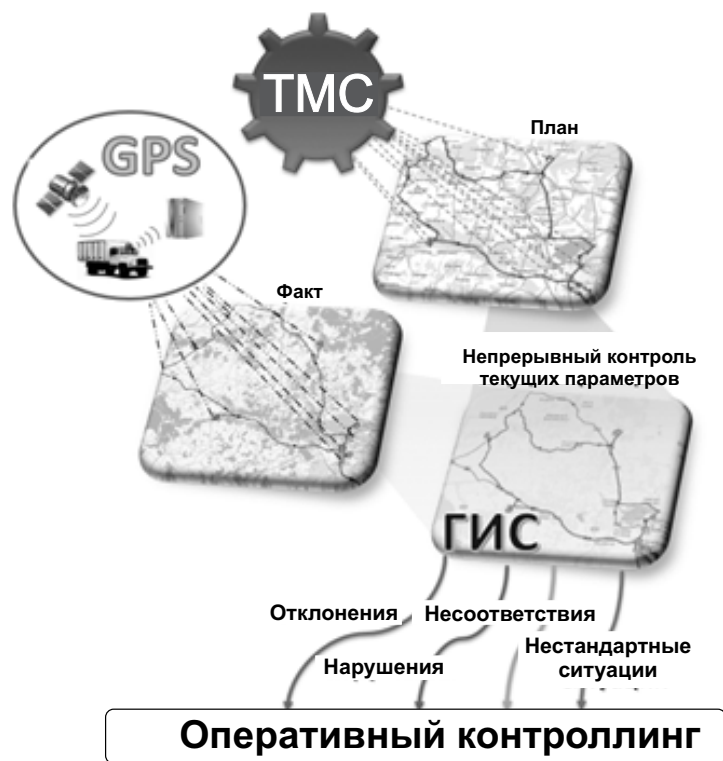 ТМС
План
GPS
Факт
Непрерывный контроль
текущих параметров
ГИС
Отклонения
Несоответствия
Нарушения
Нестандартные
ситуации
Оперативный контроллинг